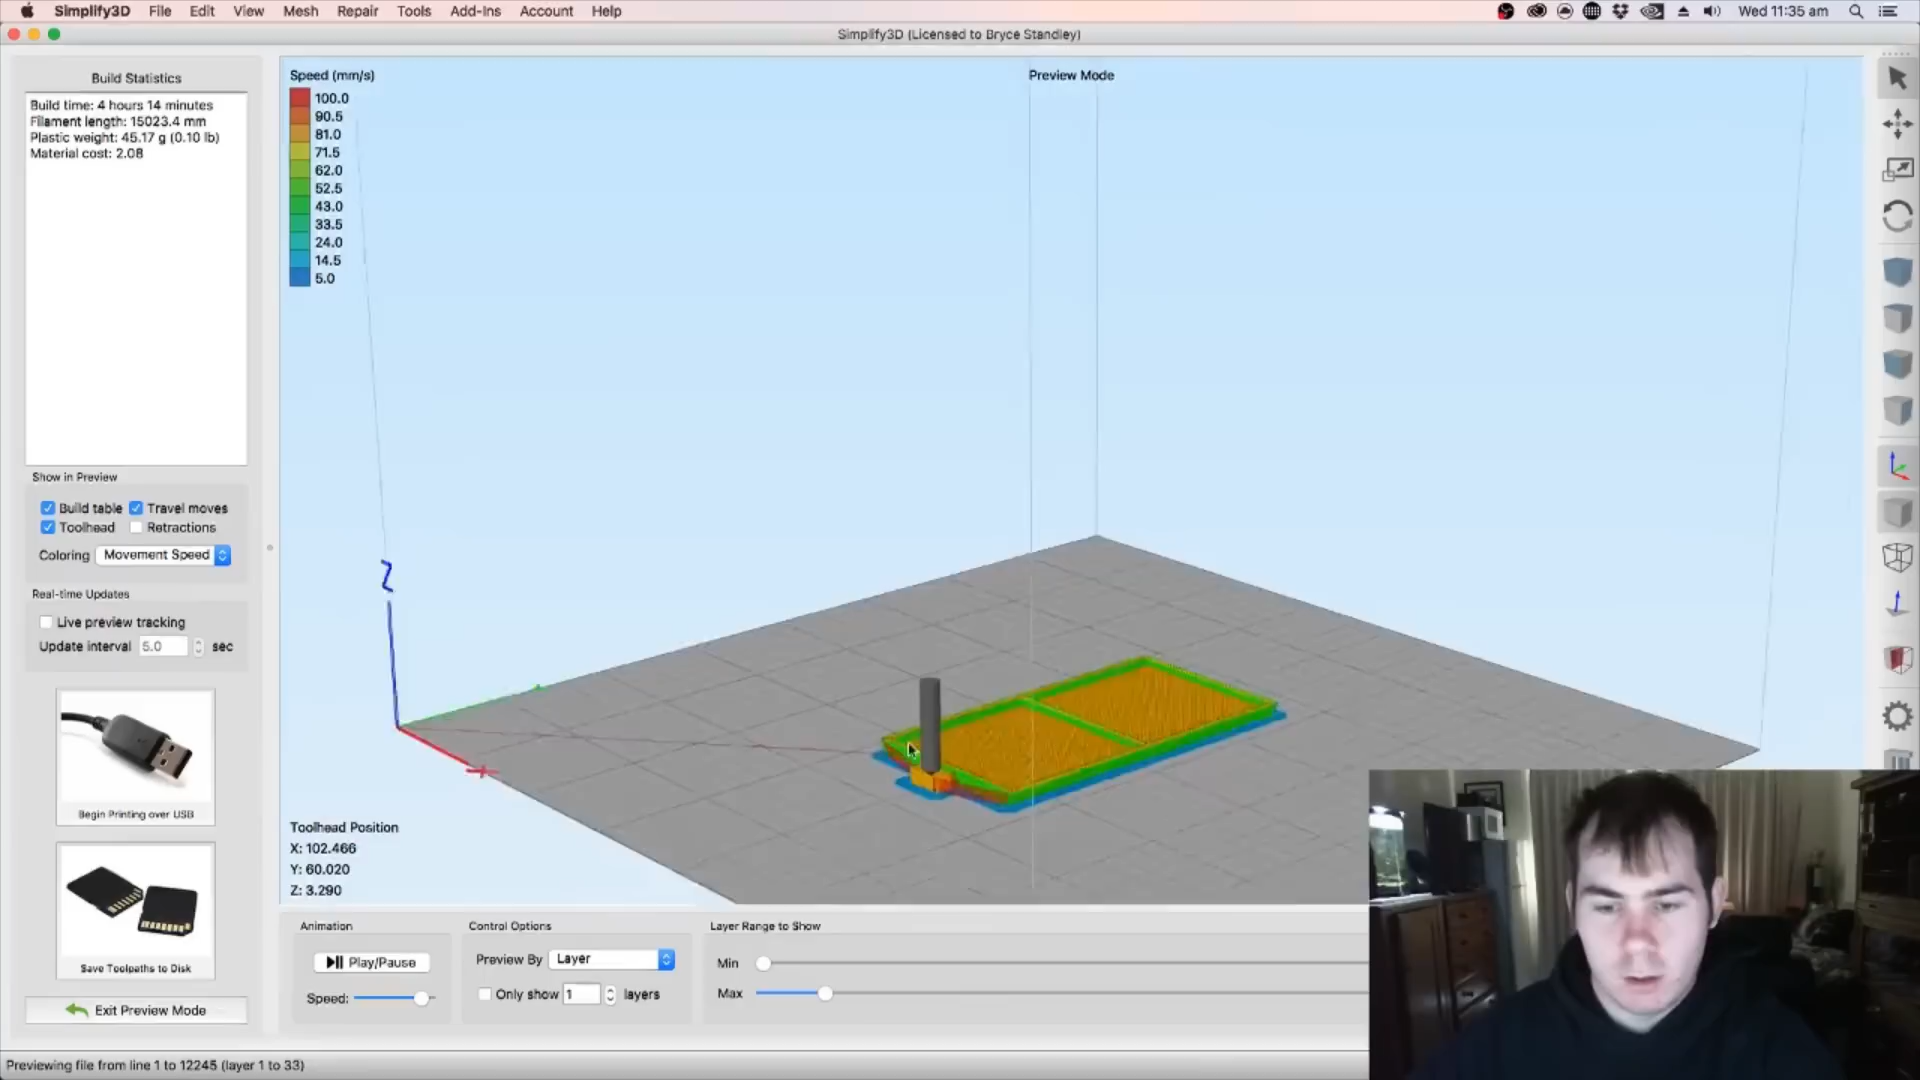 Simplify3D File Edit View Mesh Repair Tools Add-Ins Account Help Wed 11:35 am
Simplify3D (Licensed to Bryce Standley)
Build Statistics
Build time: 4 hours 14 minutes
Filament length: 15023.4 mm
Plastic weight: 45.17 g (0.10 lb)
Material cost: 2.08
Show in Preview
Build table Travel moves
Toolhead Retractions
Coloring Movement Speed
Real-time Updates
Live preview tracking
Update interval 5.0 sec
Begin Printing over USB
Save Toolpaths to Disk
Exit Preview Mode
Speed (mm/s)
100.0
90.5
81.0
71.5
62.0
52.5
43.0
33.5
24.0
14.5
5.0
Preview Mode
Z
Toolhead Position
X: 102.466
Y: 60.020
Z: 3.290
Animation
Play/Pause
Speed:
Control Options
Preview By Layer
Only show 1 layers
Layer Range to Show
Min
Max
Previewing file from line 1 to 12245 (layer 1 to 33)